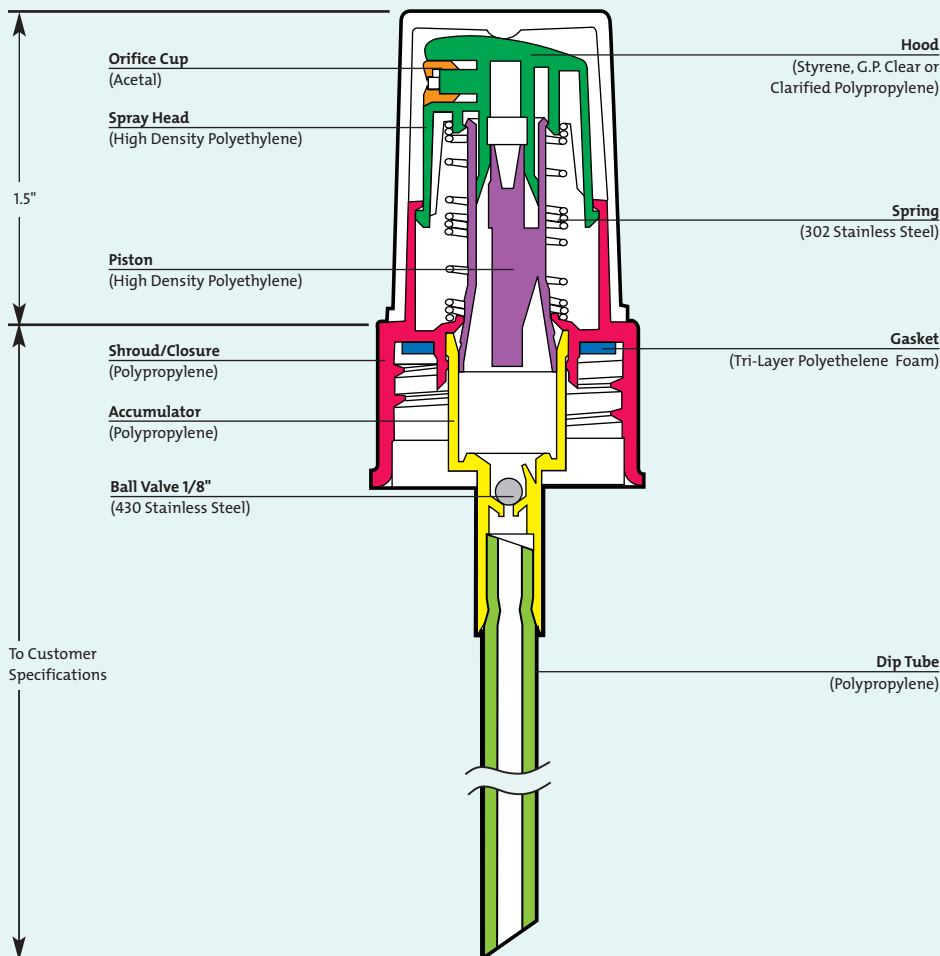 Orifice Cup
(Acetal)
Spray Head
(High Density Polyethylene)
1.5"
Piston
(High Density Polyethylene)
Shroud/Closure
(Polypropylene)
Accumulator
(Polypropylene)
Ball Valve 1/8"
(430 Stainless Steel)
To Customer
Specifications
Hood
(Styrene, G.P. Clear or
Clarified Polypropylene)
Spring
(302 Stainless Steel)
Gasket
(Tri-Layer Polyethelene Foam)
Dip Tube
(Polypropylene)